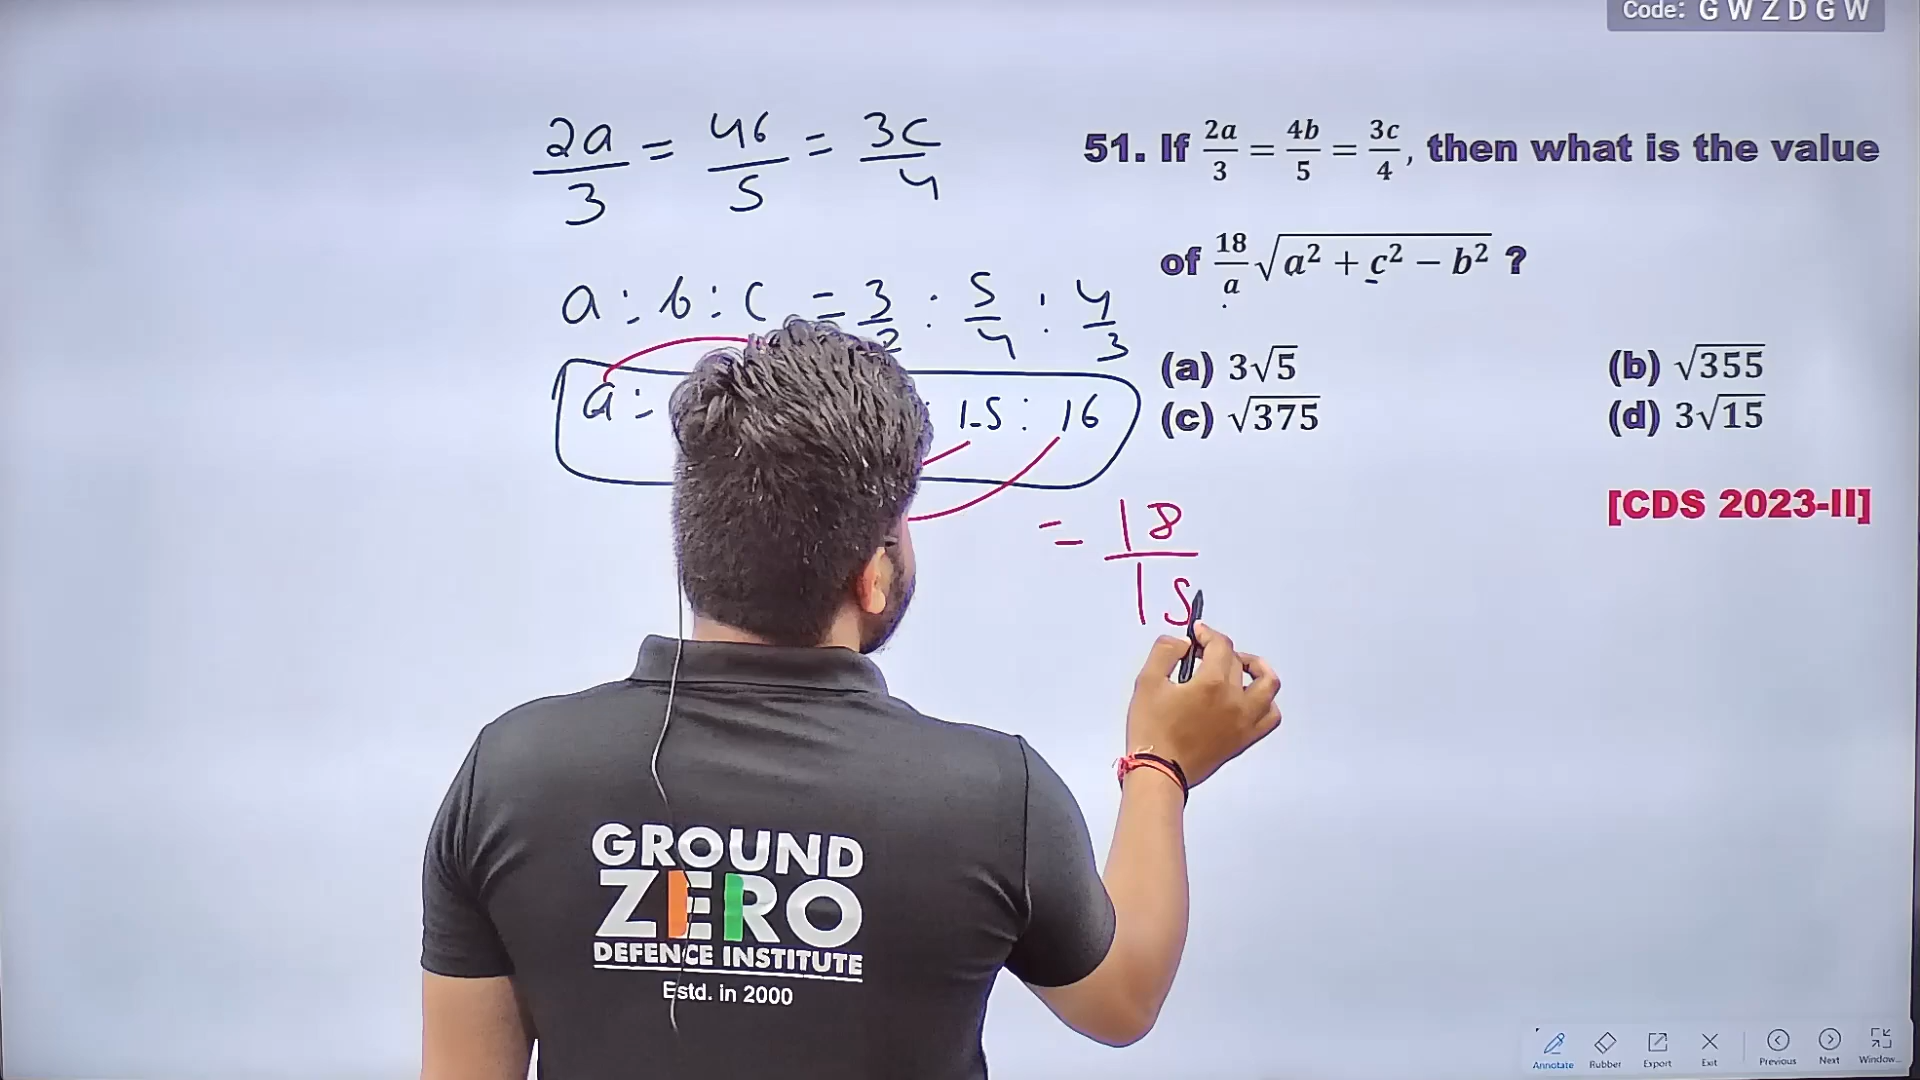 Code: G W Z D G W
2a/3 = 4b/5 = 3c/4
a : b : c = 3/2 : 5/4 : 4/3
a : 15 : 16
= 18/15
51. If 2a/3 = 4b/5 = 3c/4, then what is the value
of 18/a √(a² + c² − b²) ?
(a) 3√5 (b) √355
(c) √375 (d) 3√15
[CDS 2023-II]
GROUND
ZERO
DEFENCE INSTITUTE
Estd. in 2000
Annotate Rubber Export Exit Previous Next Window...